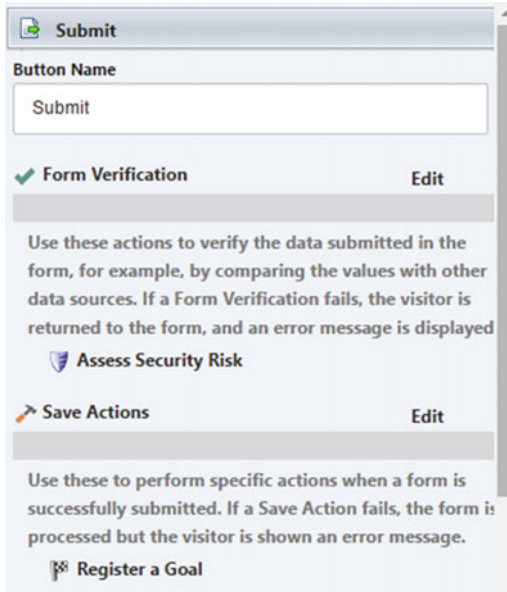 Submit
Button Name
Submit
Form Verification Edit
Use these actions to verify the data submitted in the
form, for example, by comparing the values with other
data sources. If a Form Verification fails, the visitor is
returned to the form, and an error message is displayed
Assess Security Risk
Save Actions Edit
Use these to perform specific actions when a form is
successfully submitted. If a Save Action fails, the form is
processed but the visitor is shown an error message.
Register a Goal